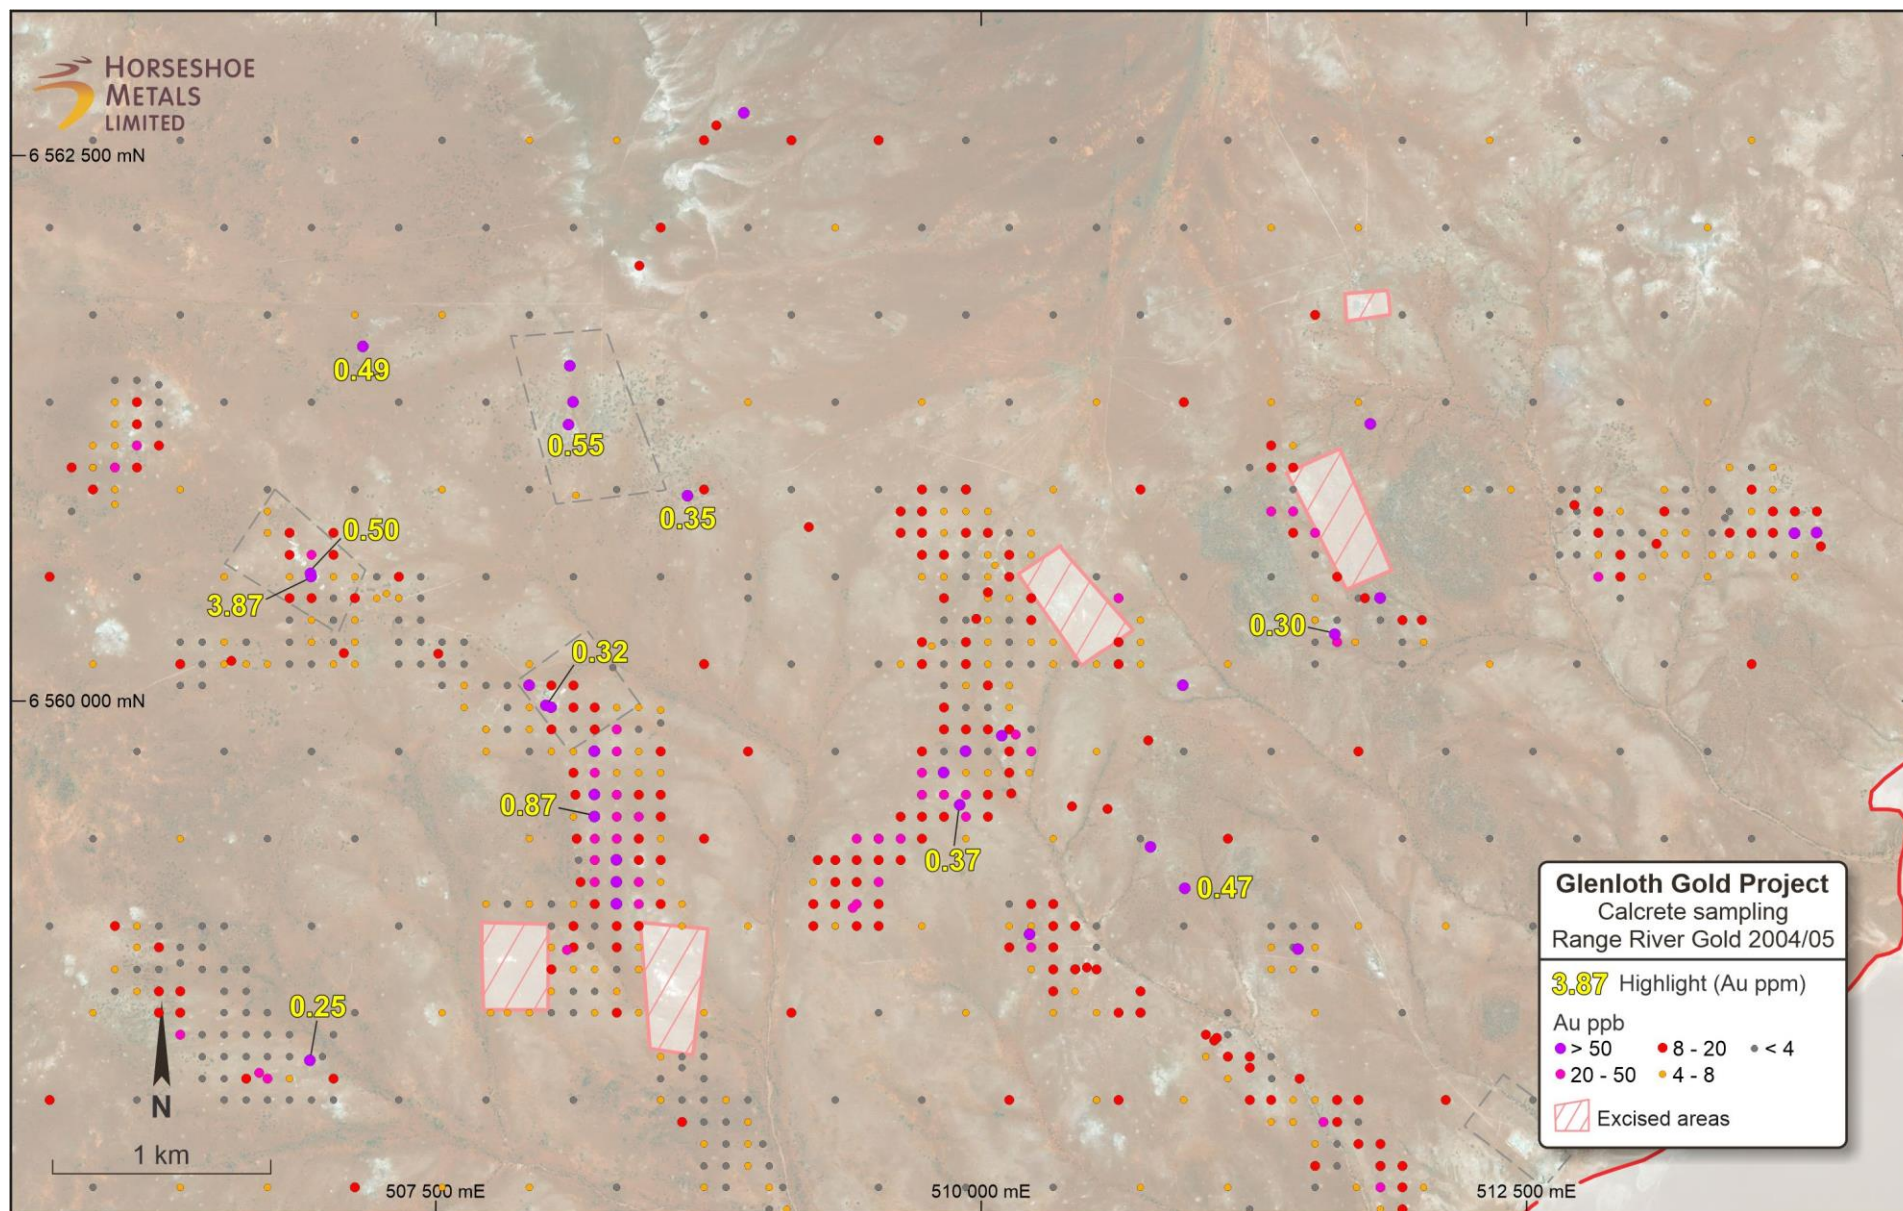 HORSESHOE
METALS
LIMITED
6 562 500 mN
0.49
0.55
0.35
0.50
3.87
0.30
0.32
6 560 000 mN
0.87
0.37
0.47
0.25
N
1 km
507 500 mE
510 000 mE
512 500 mE
Glenloth Gold Project
Calcrete sampling
Range River Gold 2004/05
3.87 Highlight (Au ppm)
Au ppb
> 50
8 - 20
< 4
20 - 50
4 - 8
Excised areas